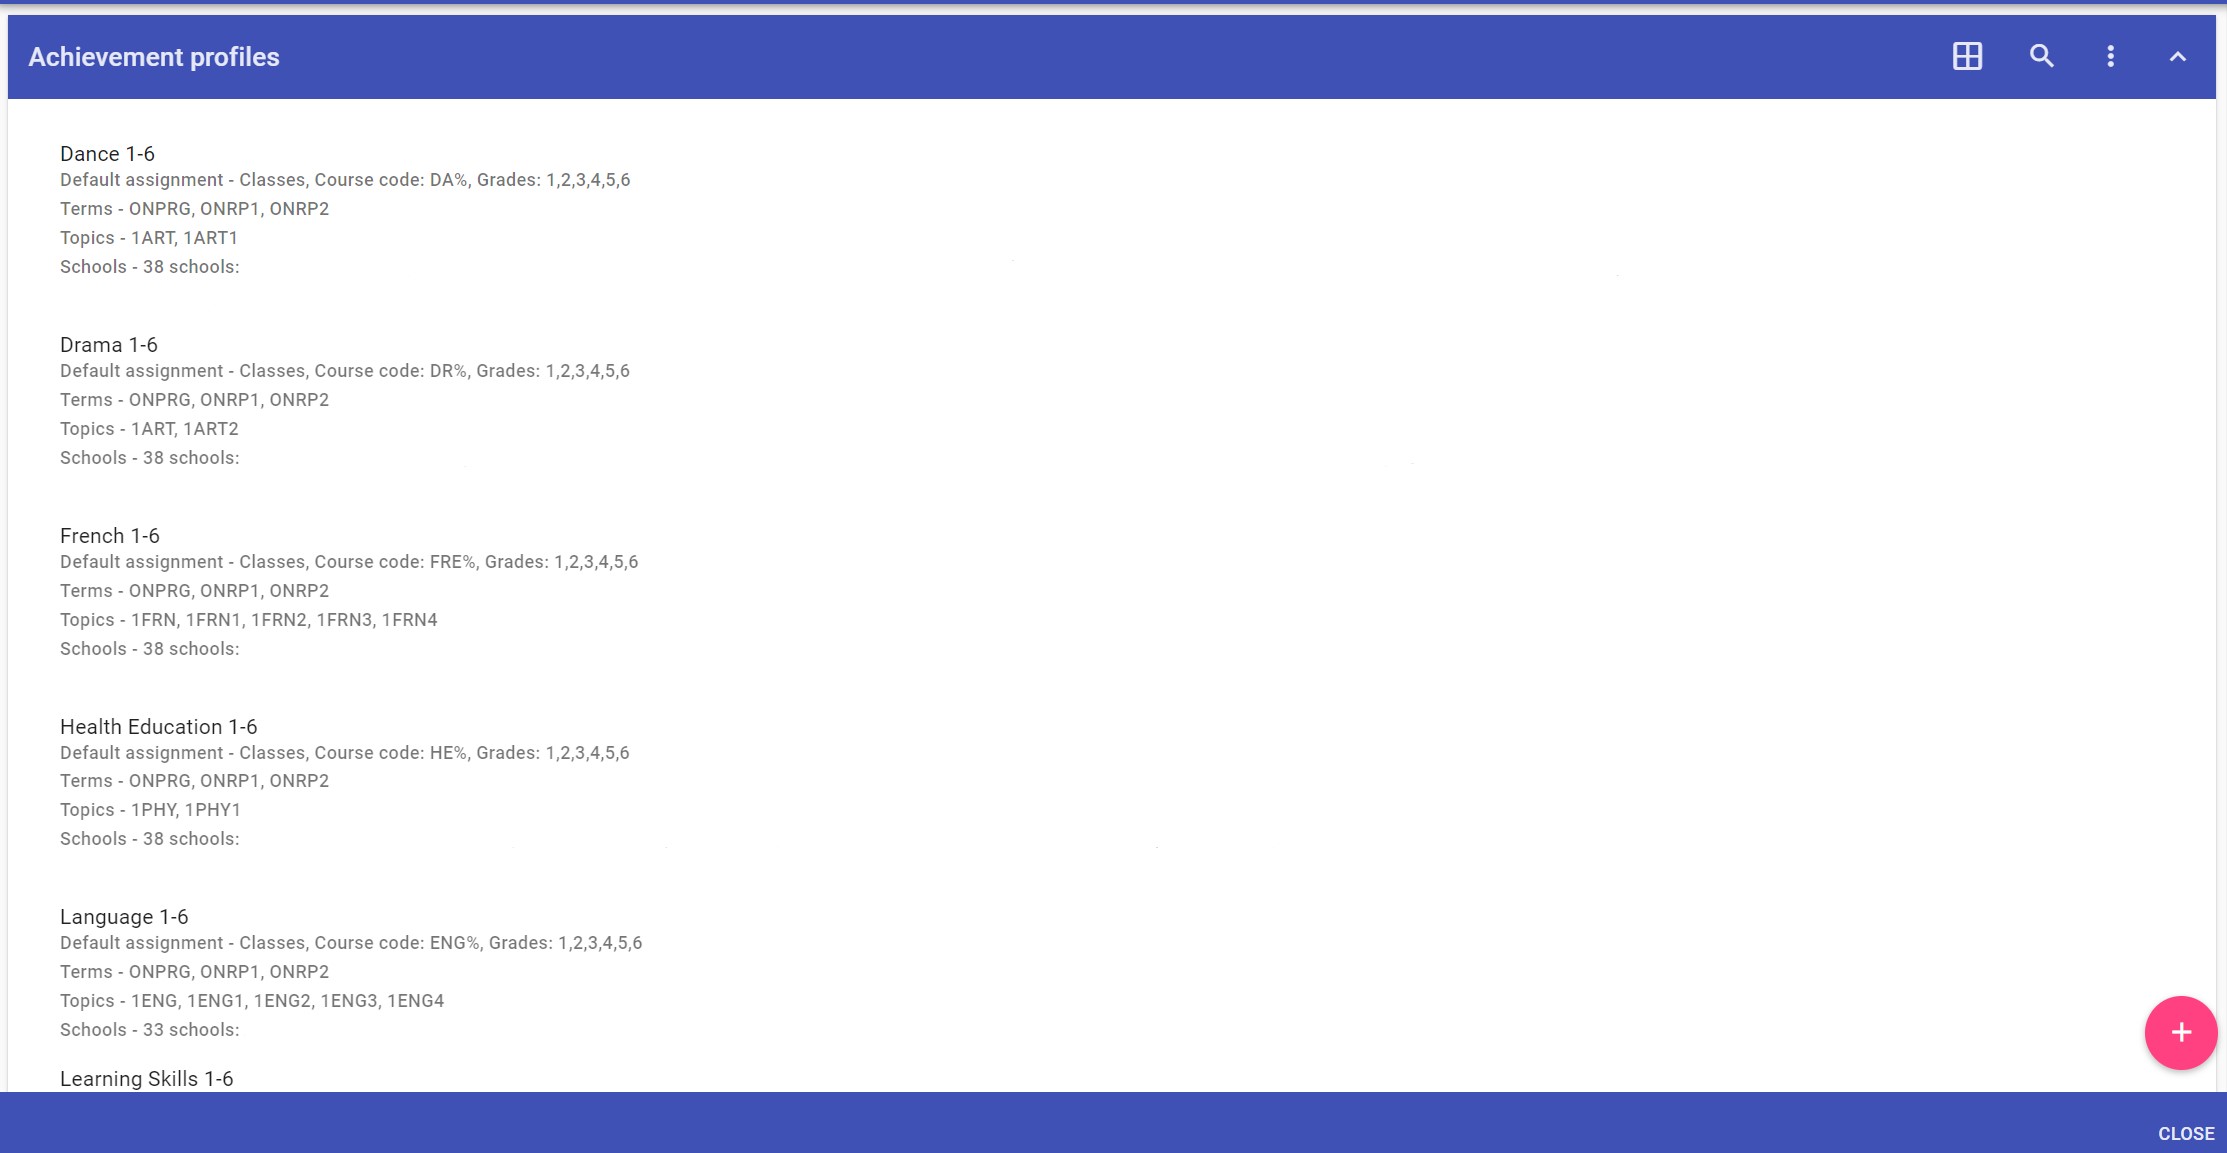 Achievement profiles
Dance 1-6
Default assignment - Classes, Course code: DA%, Grades: 1,2,3,4,5,6
Terms - ONPRG, ONRP1, ONRP2
Topics - 1ART, 1ART1
Schools - 38 schools:
Drama 1-6
Default assignment - Classes, Course code: DR%, Grades: 1,2,3,4,5,6
Terms - ONPRG, ONRP1, ONRP2
Topics - 1ART, 1ART2
Schools - 38 schools:
French 1-6
Default assignment - Classes, Course code: FRE%, Grades: 1,2,3,4,5,6
Terms - ONPRG, ONRP1, ONRP2
Topics - 1FRN, 1FRN1, 1FRN2, 1FRN3, 1FRN4
Schools - 38 schools:
Health Education 1-6
Default assignment - Classes, Course code: HE%, Grades: 1,2,3,4,5,6
Terms - ONPRG, ONRP1, ONRP2
Topics - 1PHY, 1PHY1
Schools - 38 schools:
Language 1-6
Default assignment - Classes, Course code: ENG%, Grades: 1,2,3,4,5,6
Terms - ONPRG, ONRP1, ONRP2
Topics - 1ENG, 1ENG1, 1ENG2, 1ENG3, 1ENG4
Schools - 33 schools:
Learning Skills 1-6
CLOSE